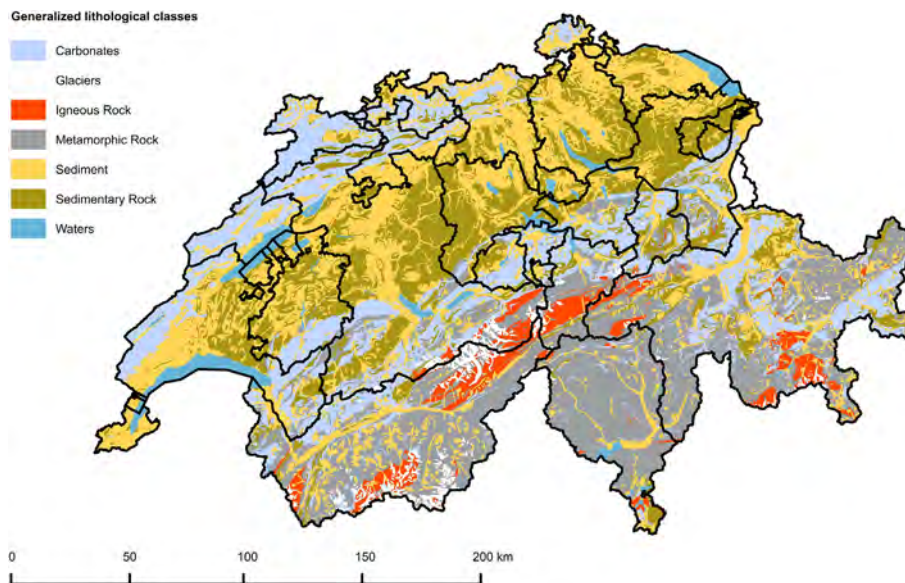 Generalized lithological classes
Carbonates
Glaciers
Igneous Rock
Metamorphic Rock
Sediment
Sedimentary Rock
Waters
0 50 100 150 200 km